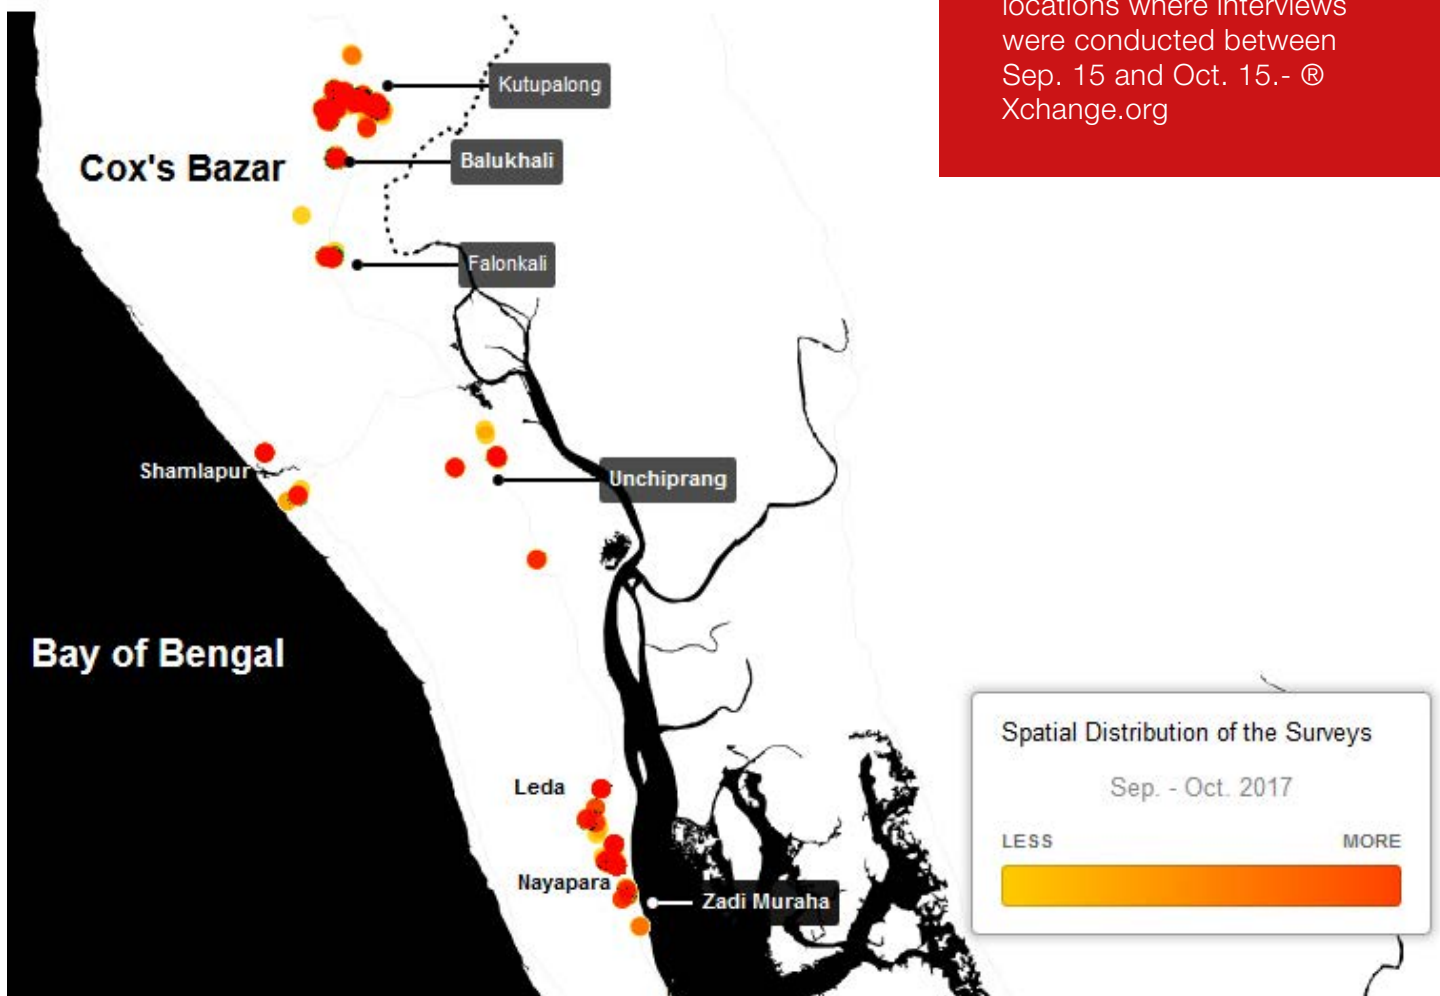 locations where interviews
were conducted between
Sep. 15 and Oct. 15.- ®
Xchange.org
Kutupalong
Cox's Bazar
Balukhali
Falonkali
Shamlapur
Unchiprang
Bay of Bengal
Leda
Nayapara
Zadi Muraha
Spatial Distribution of the Surveys
Sep. - Oct. 2017
LESS MORE